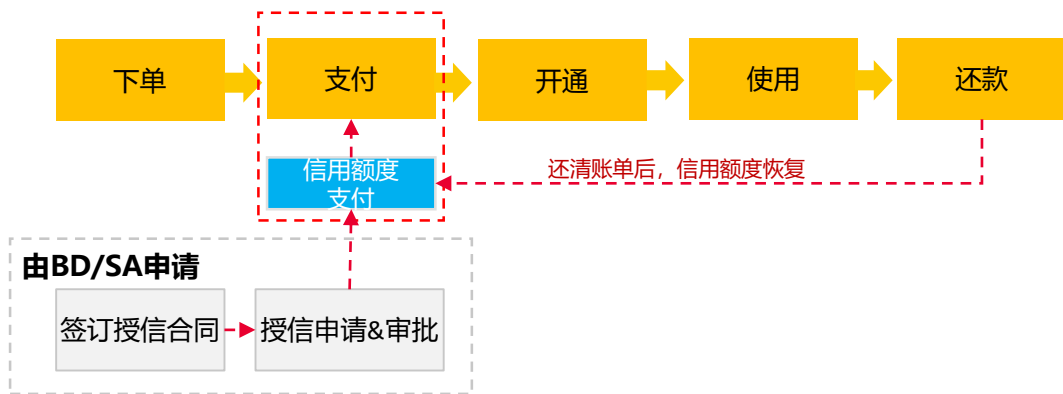 下单
支付
开通
使用
还款
信用额度
支付
还清账单后，信用额度恢复
由BD/SA申请
签订授信合同
授信申请&审批